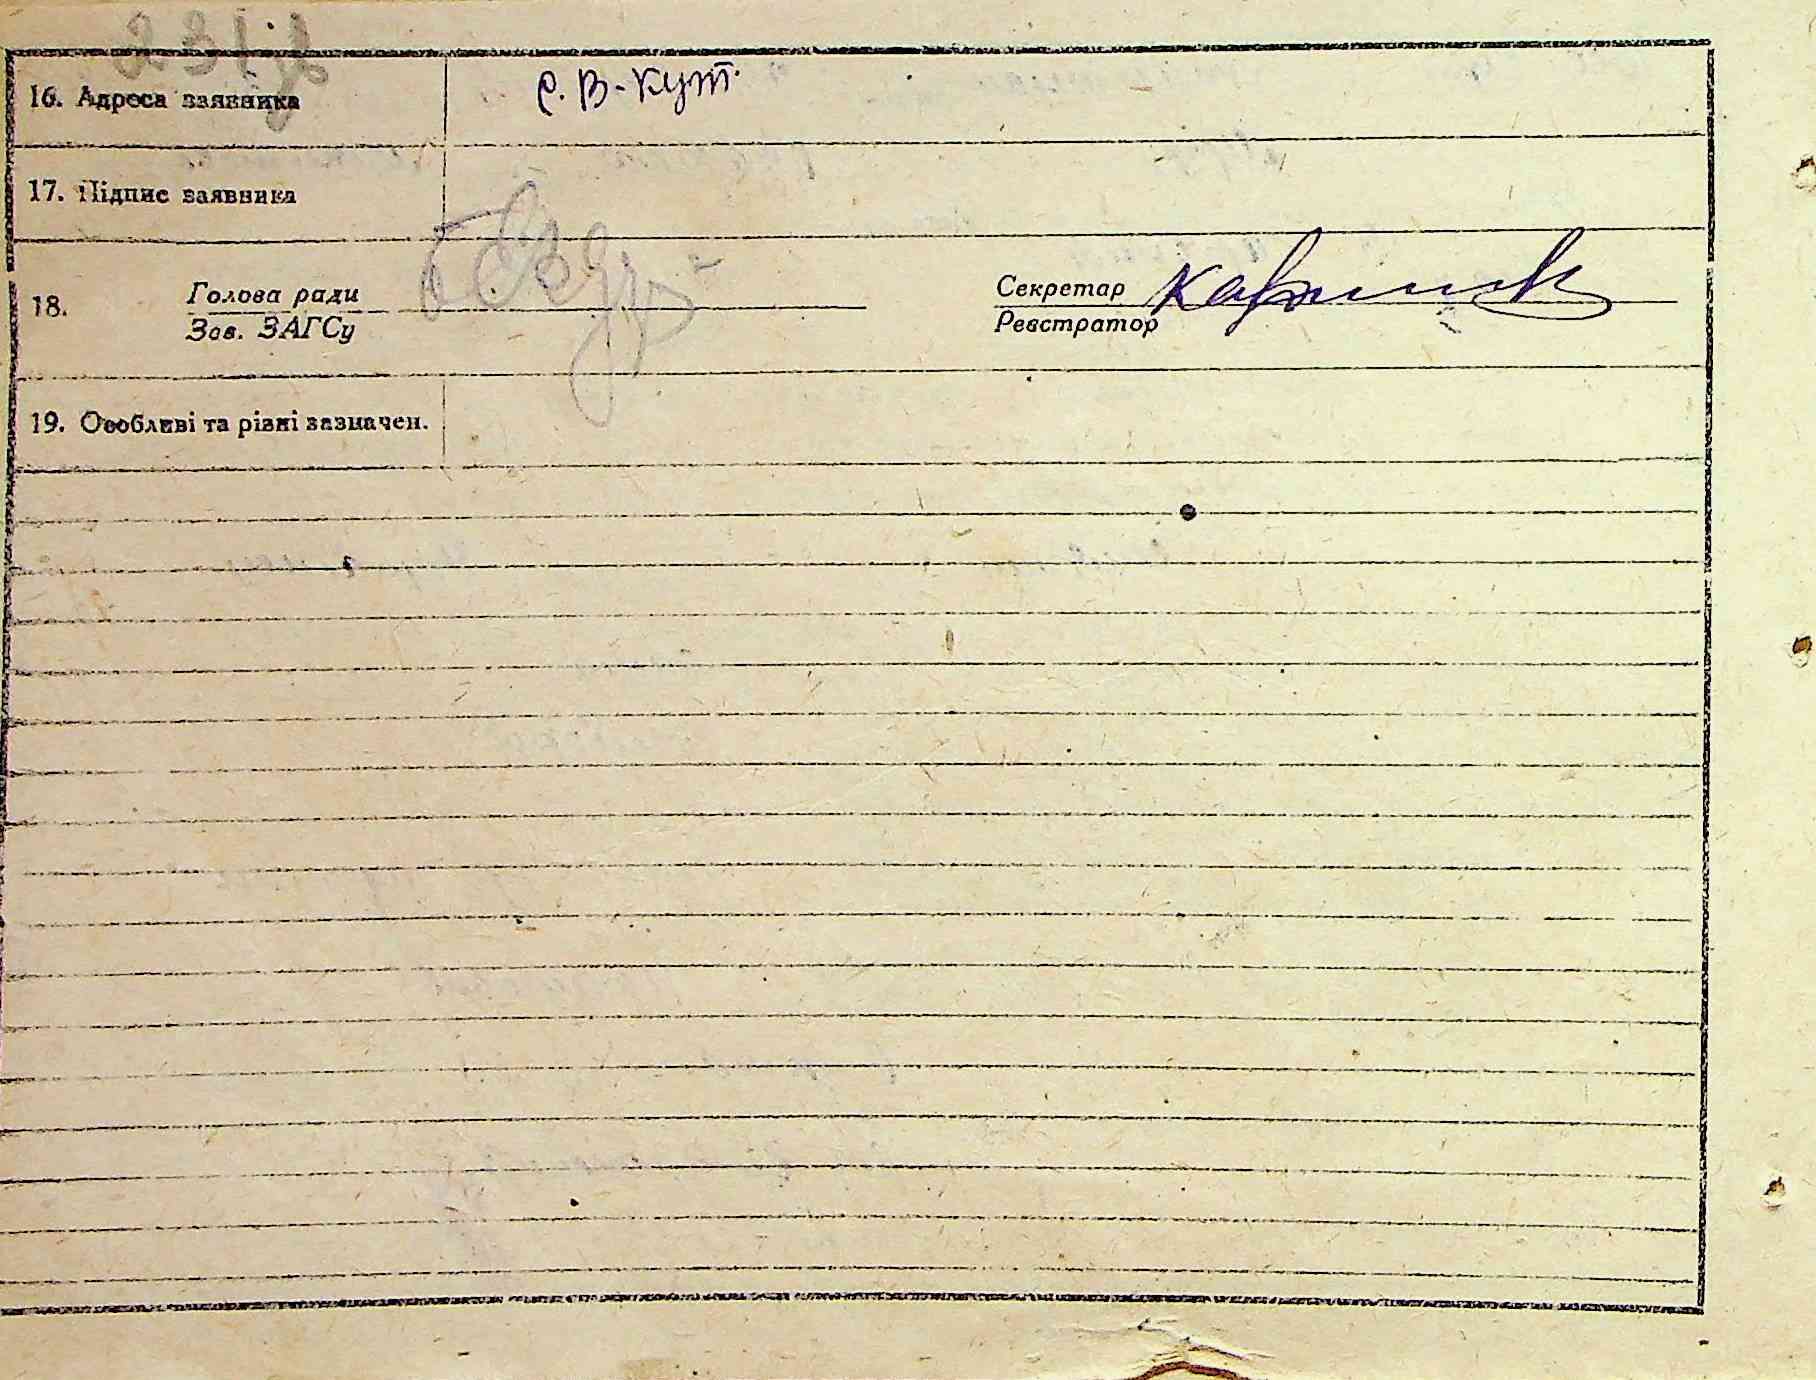 16. Адреса заявника
с. В-Кут.
17. Підпис заявника
18.
Голова ради
Зав. ЗАГСу
Секретар
Реєстратор
19. Особливі та різні зазначен.